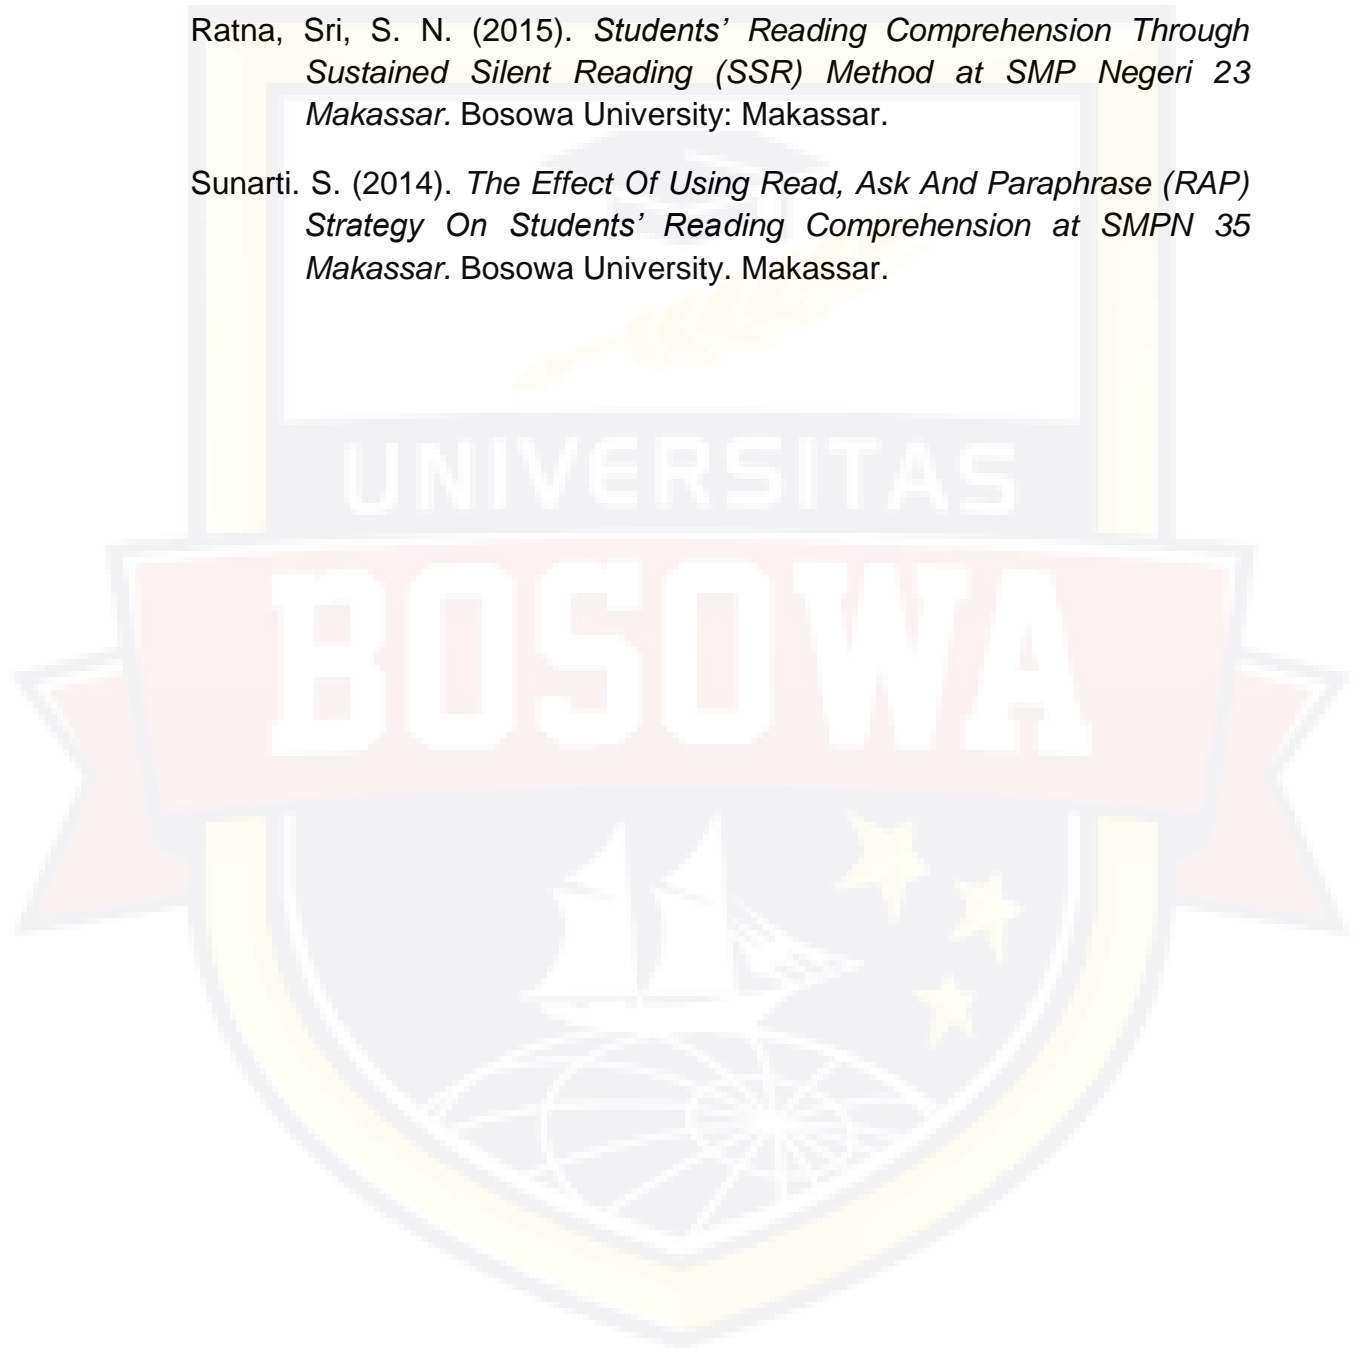 Ratna, Sri, S. N. (2015). Students’ Reading Comprehension Through
Sustained Silent Reading (SSR) Method at SMP Negeri 23
Makassar. Bosowa University: Makassar.
Sunarti. S. (2014). The Effect Of Using Read, Ask And Paraphrase (RAP)
Strategy On Students’ Reading Comprehension at SMPN 35
Makassar. Bosowa University. Makassar.
UNIVERSITAS
BOSOWA